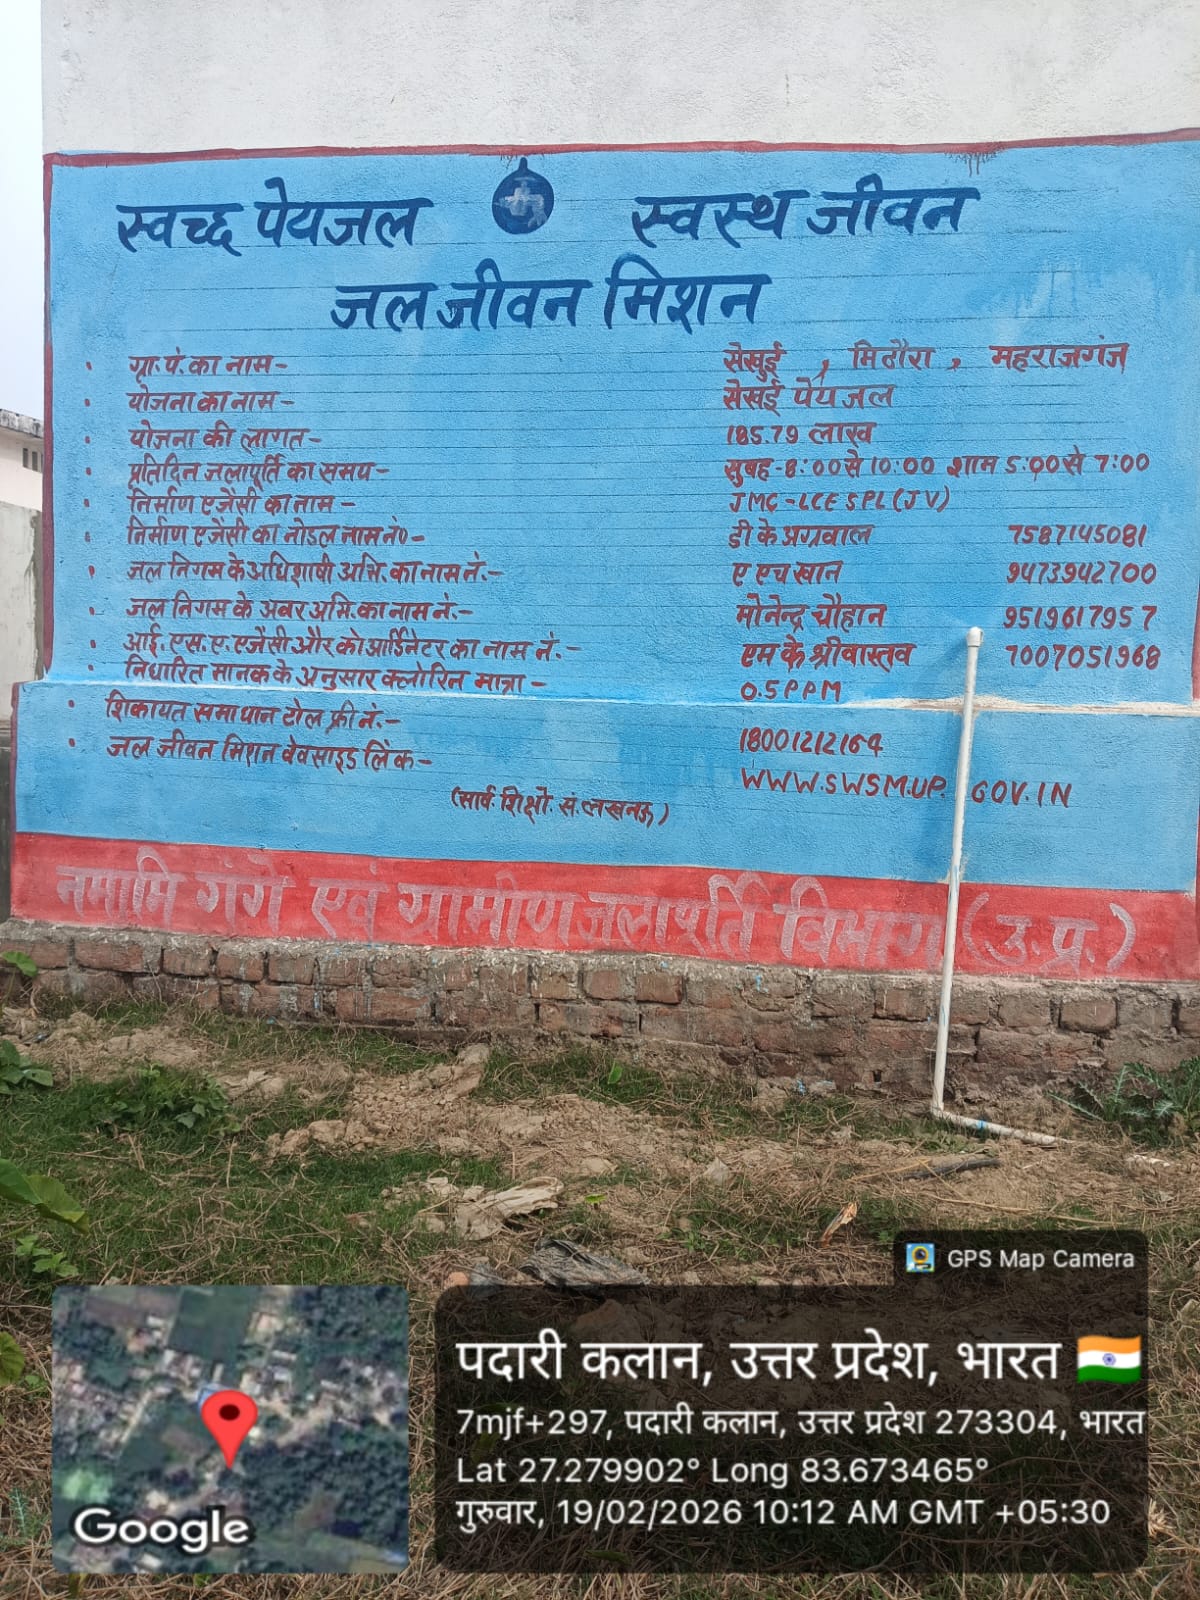 स्वच्छ पेयजल स्वस्थ जीवन
जल जीवन मिशन
• ग्रा. पं. का नाम- सेखुई , मिठौरा , महराजगंज
• योजना का नाम- सेखुई पेयजल
• योजना की लागत- 185.79 लाख
• प्रतिदिन जलापूर्ति का समय- सुबह-8:00 से 10:00 शाम 5:00 से 7:00
• निर्माण एजेंसी का नाम- JMC-LCESPL(JV)
• निर्माण एजेंसी का नोडल नाम नं०- डी के अग्रवाल 7587145081
• जल निगम के अधिशाषी अभि. का नाम नं.- ए एच खान 9473942700
• जल निगम के अवर अभि. का नाम नं.- मोनेन्द्र चौहान 9519617957
• आई. एस. ए. एजेंसी और को आर्डिनेटर का नाम नं.- एम के श्रीवास्तव 7007051968
• निर्धारित मानक के अनुसार क्लोरिन मात्रा- 0.5PPM
• शिकायत समाधान टोल फ्री नं.- 18001212164
• जल जीवन मिशन वेवसाइड लिंक- WWW.SWSM.UP.GOV.IN
(सार्व शिक्षो. सं. लखनऊ)
नमामि गंगे एवं ग्रामीण जलापूर्ति विभाग (उ.प्र.)
GPS Map Camera
पदारी कलान, उत्तर प्रदेश, भारत
7mjf+297, पदारी कलान, उत्तर प्रदेश 273304, भारत
Lat 27.279902° Long 83.673465°
गुरुवार, 19/02/2026 10:12 AM GMT +05:30
Google